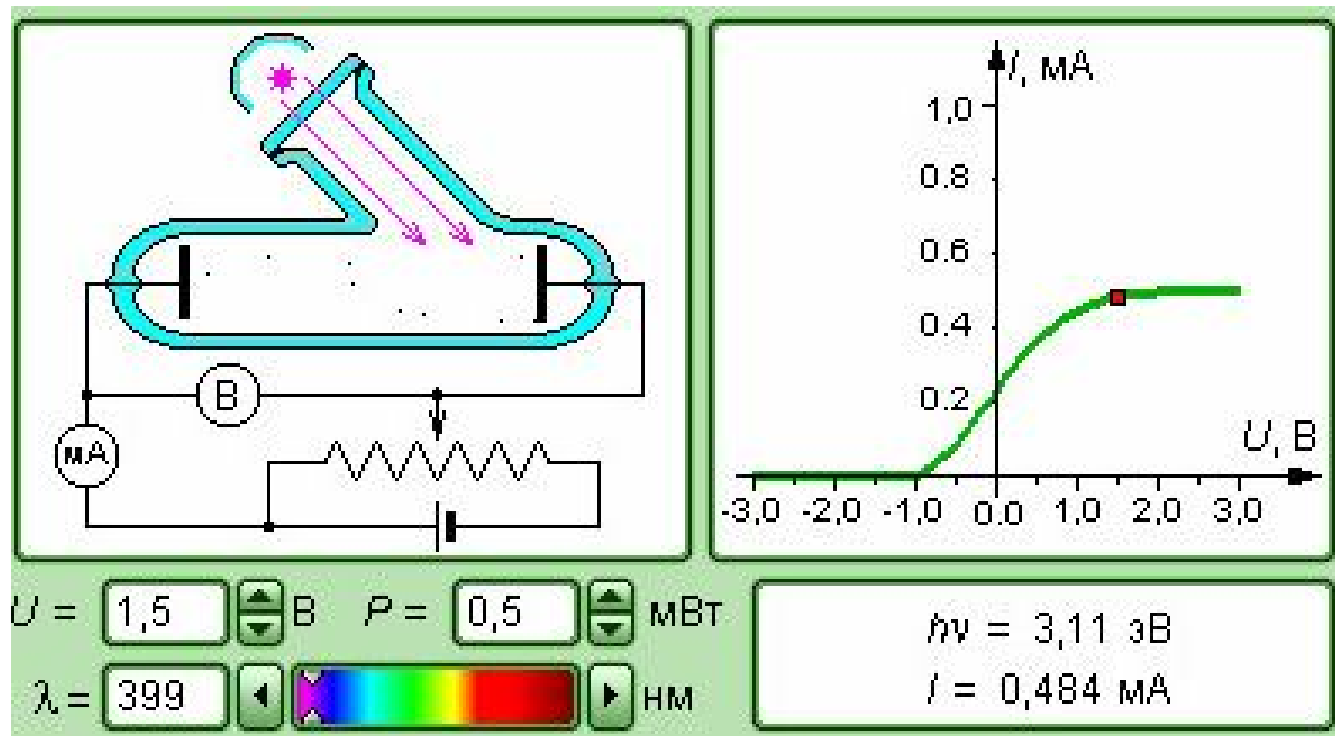 В
мА
I, мА
1,0
0.8
0.6
0.4
0.2
U, В
-3,0 -2,0 -1,0 0.0 1,0 2,0 3,0
U = 1,5 В P = 0,5 мВт
λ = 399 нм
hν = 3,11 эВ
I = 0,484 мА